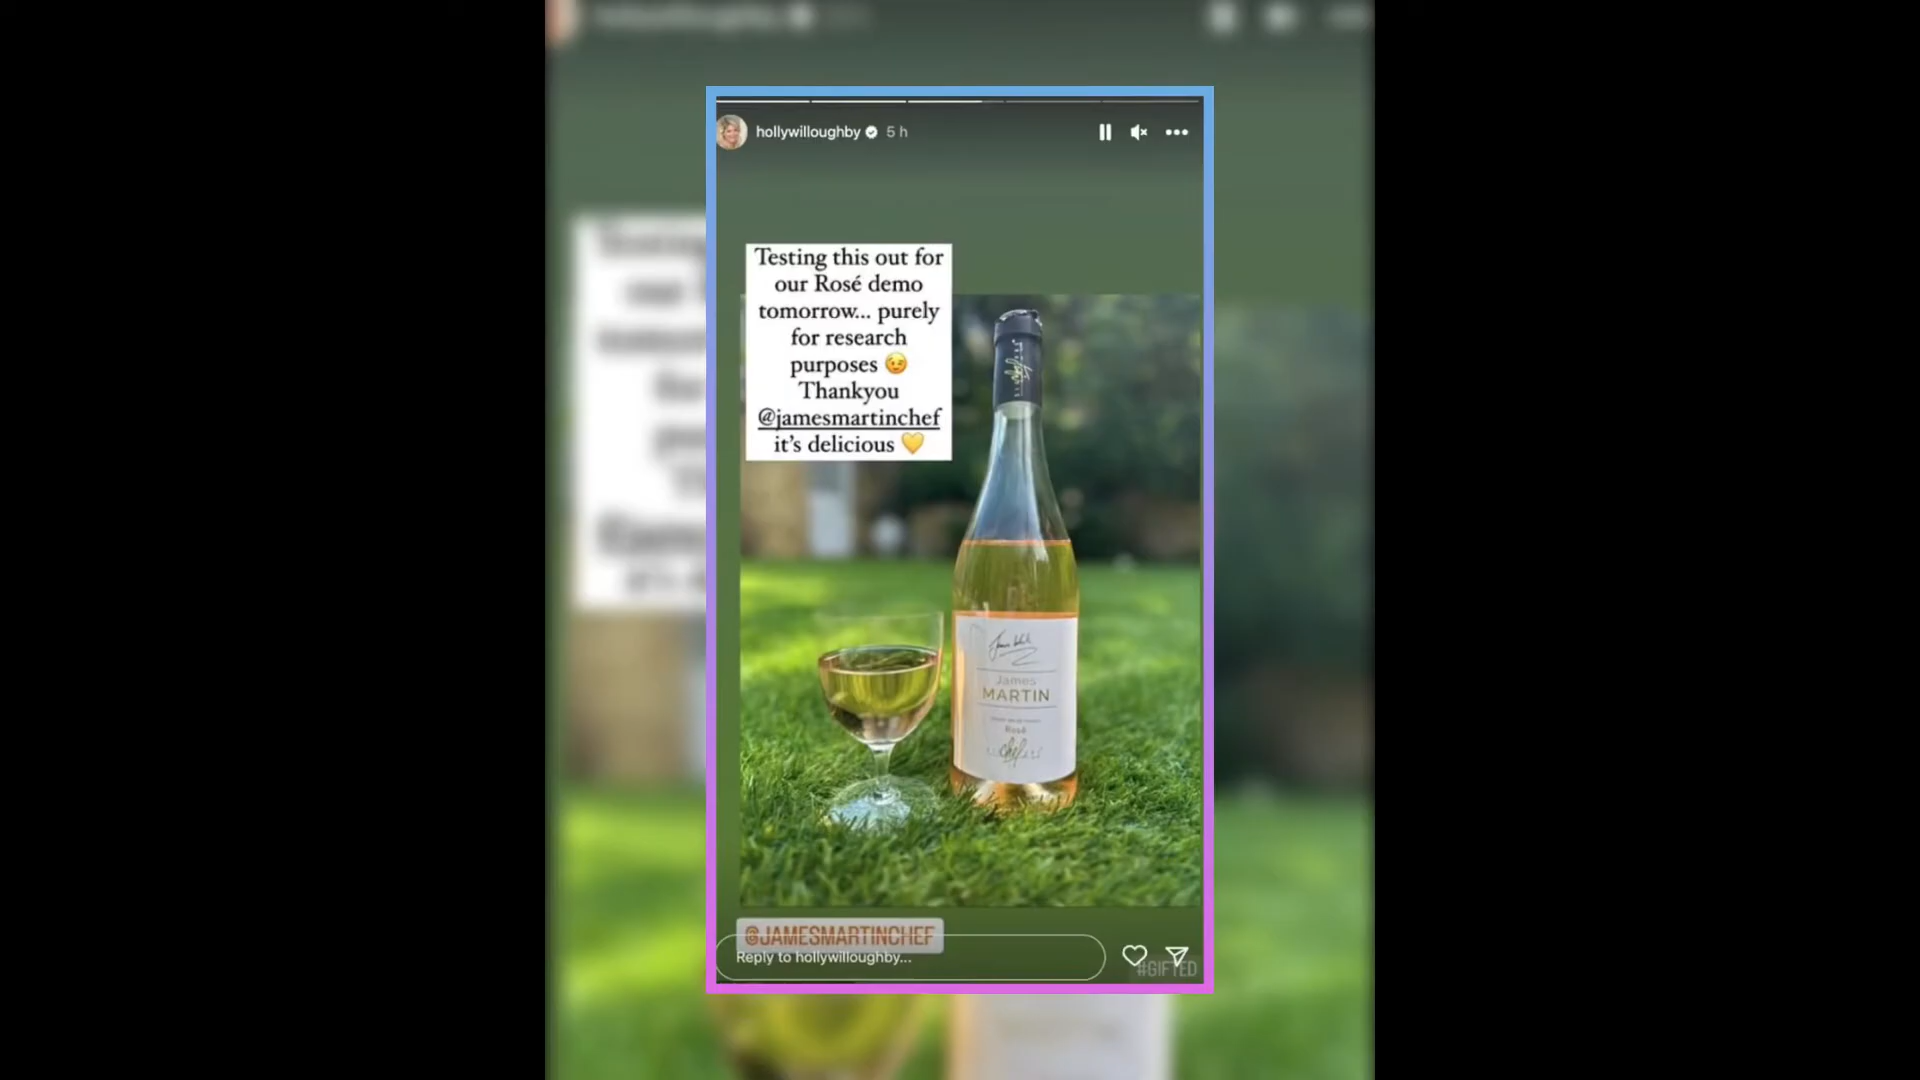 hollywilloughby 5 h
Testing this out for
our Rosé demo
tomorrow... purely
for research
purposes 😉
Thankyou
@jamesmartinchef
it's delicious 💛
James
MARTIN
Rosé
chef
@JAMESMARTINCHEF
Reply to hollywilloughby...
#GIFTED